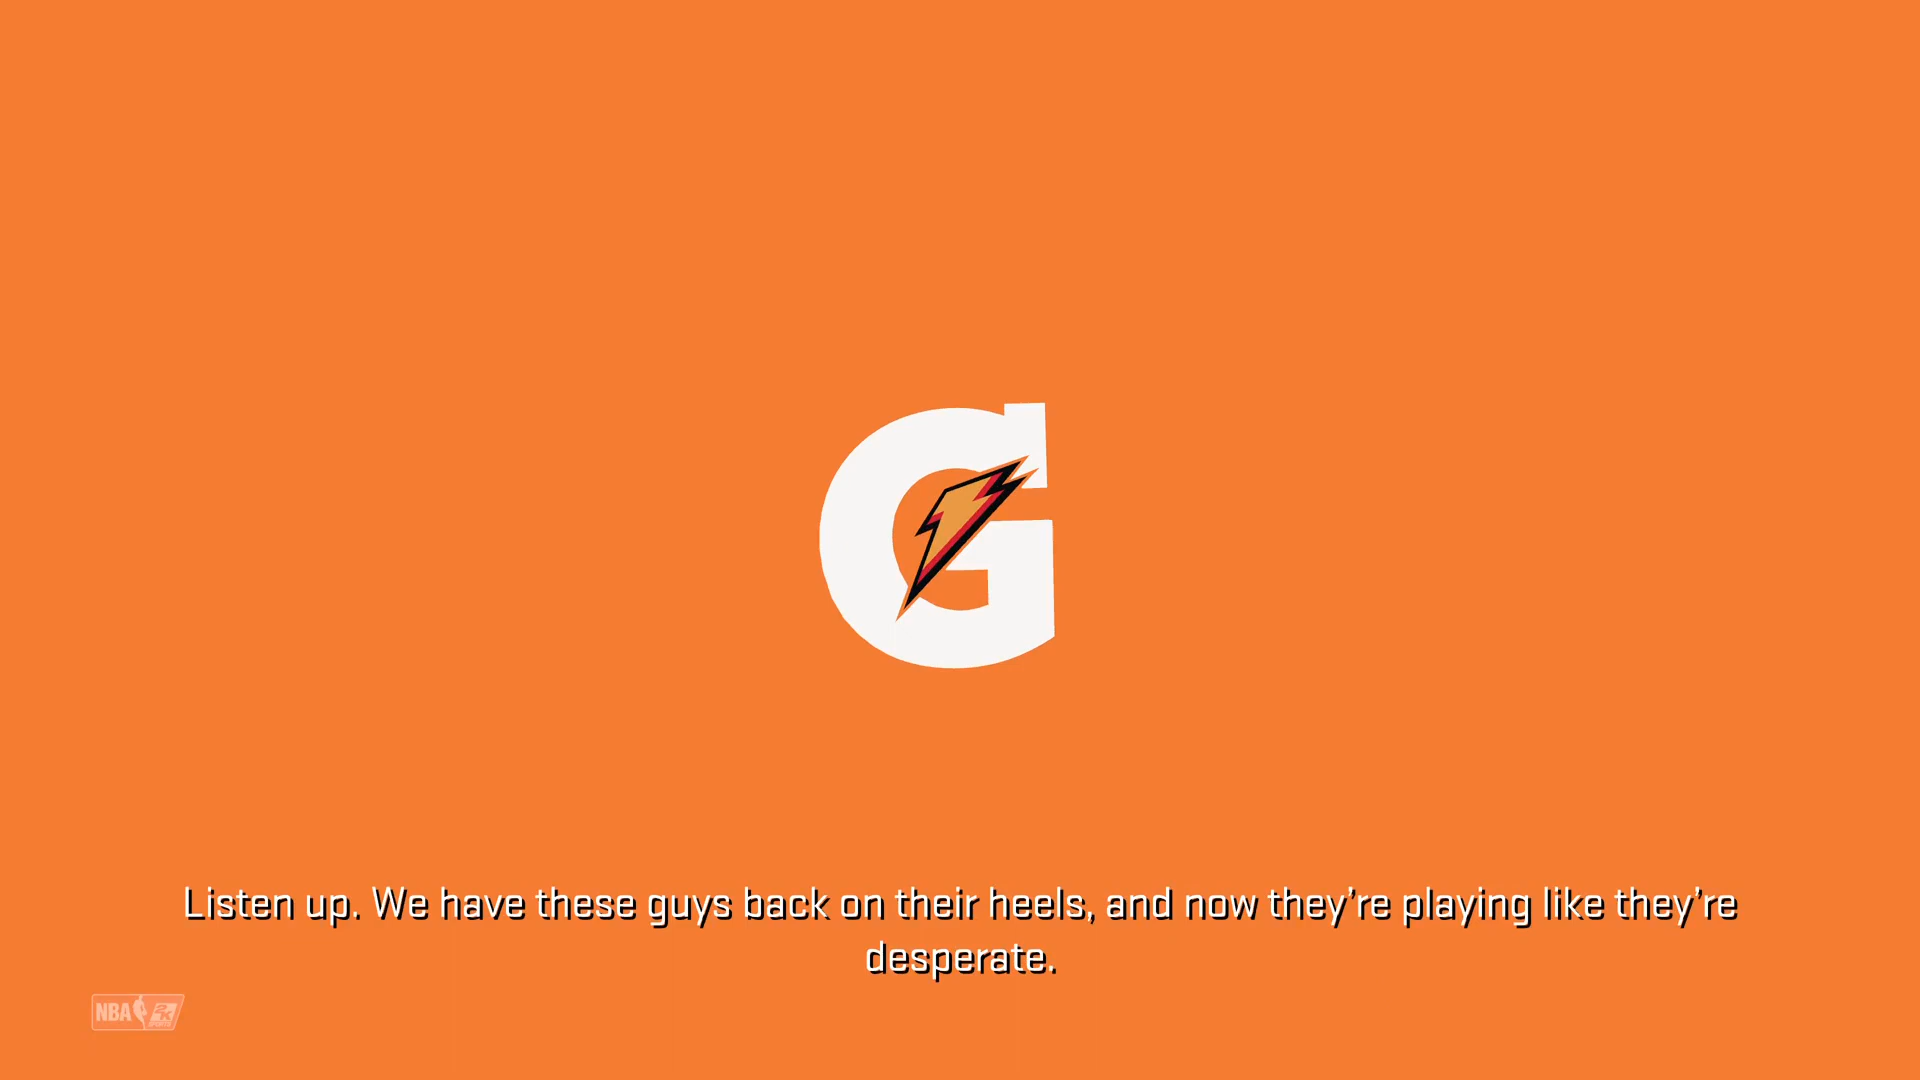 G
Listen up. We have these guys back on their heels, and now they're playing like they're
desperate.
NBA 2K